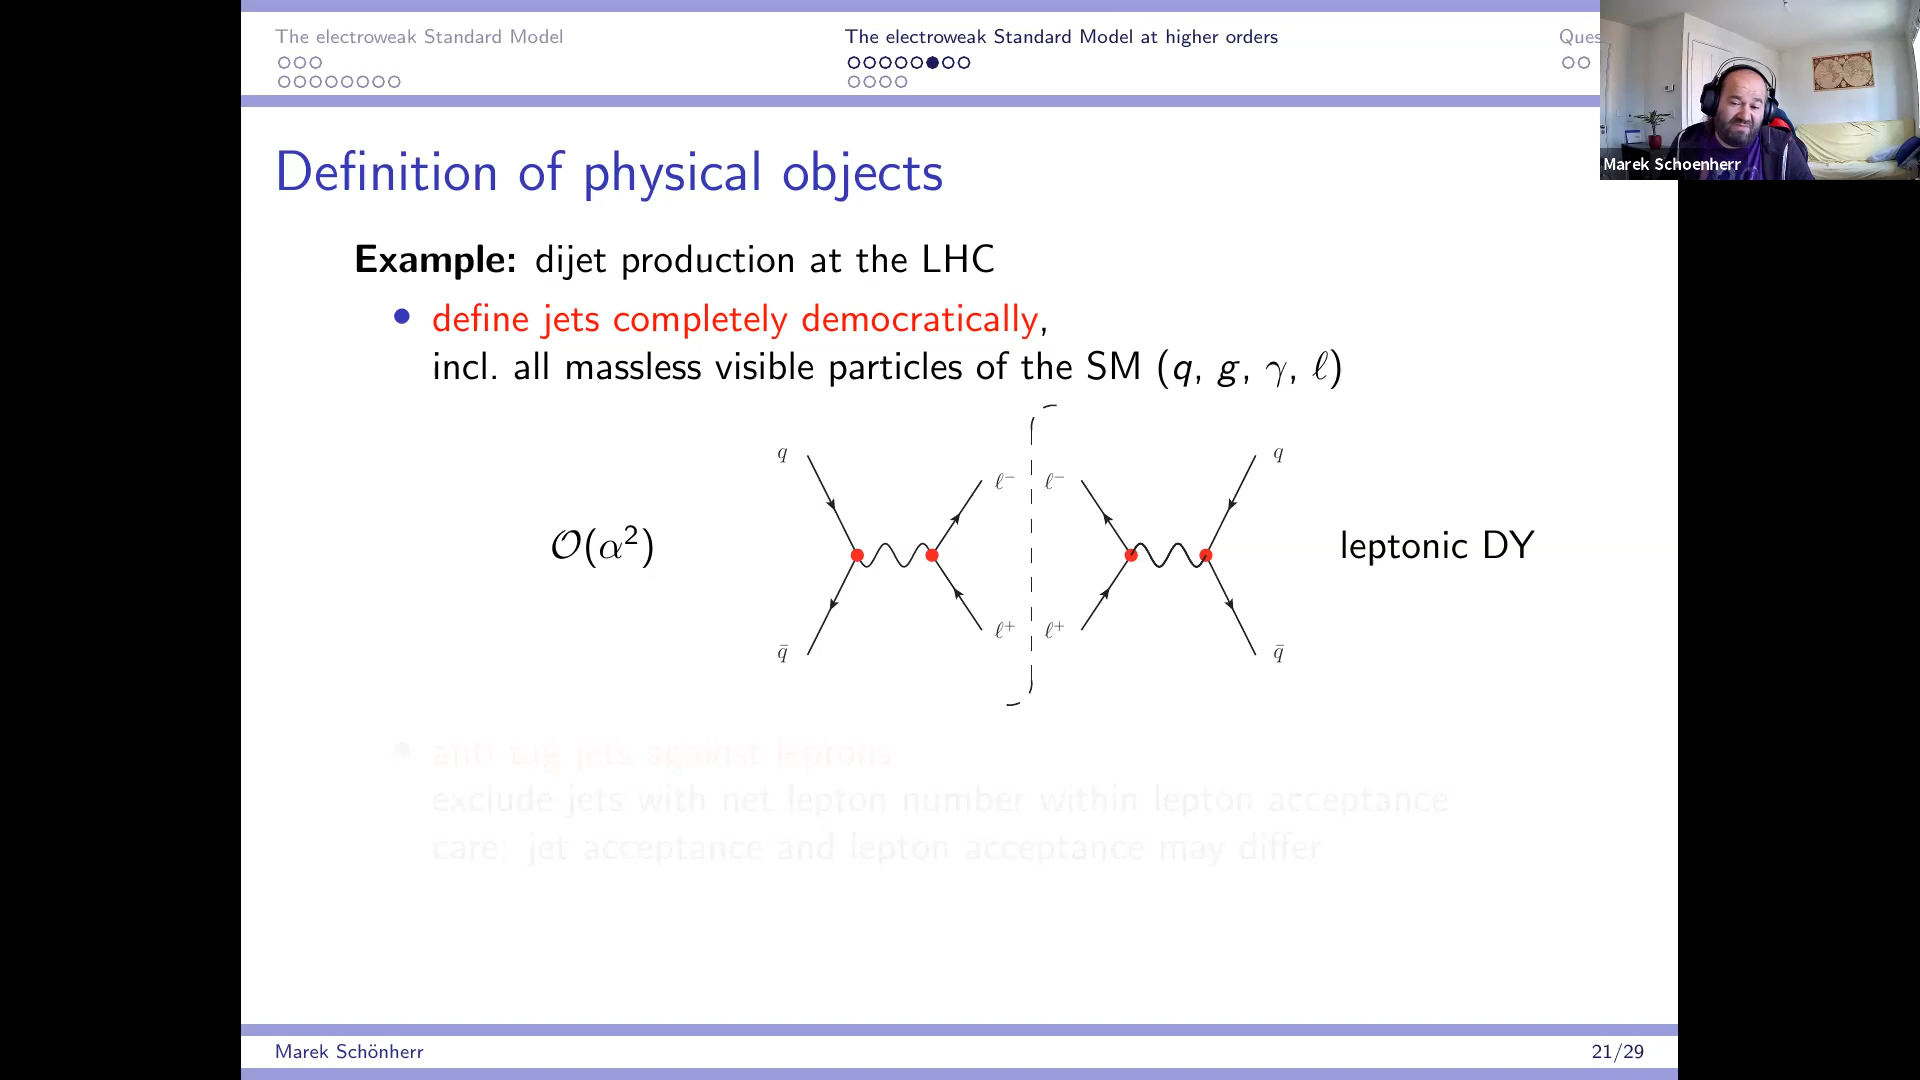 The electroweak Standard Model
The electroweak Standard Model at higher orders
Ques
Marek Schoenherr
Definition of physical objects
Example: dijet production at the LHC
• define jets completely democratically,
incl. all massless visible particles of the SM (q, g, γ, ℓ)
q ℓ⁻ ℓ⁻ q
𝒪(α²) leptonic DY
q̄ ℓ⁺ ℓ⁺ q̄
• anti-tag jets against leptons
exclude jets with net lepton number within lepton acceptance
care: jet acceptance and lepton acceptance may differ
Marek Schönherr
21/29